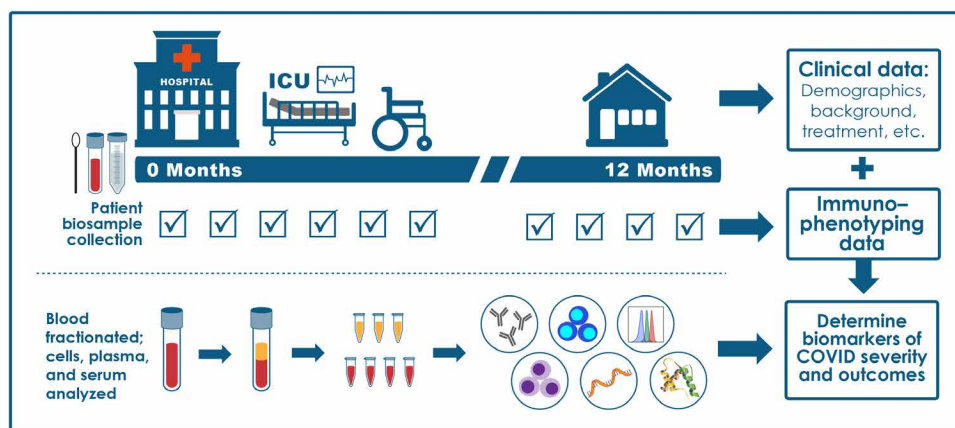 HOSPITAL
ICU
Clinical data:
Demographics,
background,
treatment, etc.
0 Months
12 Months
Patient
biosample
collection
Immuno–
phenotyping
data
Blood
fractionated;
cells, plasma,
and serum
analyzed
Determine
biomarkers of
COVID severity
and outcomes